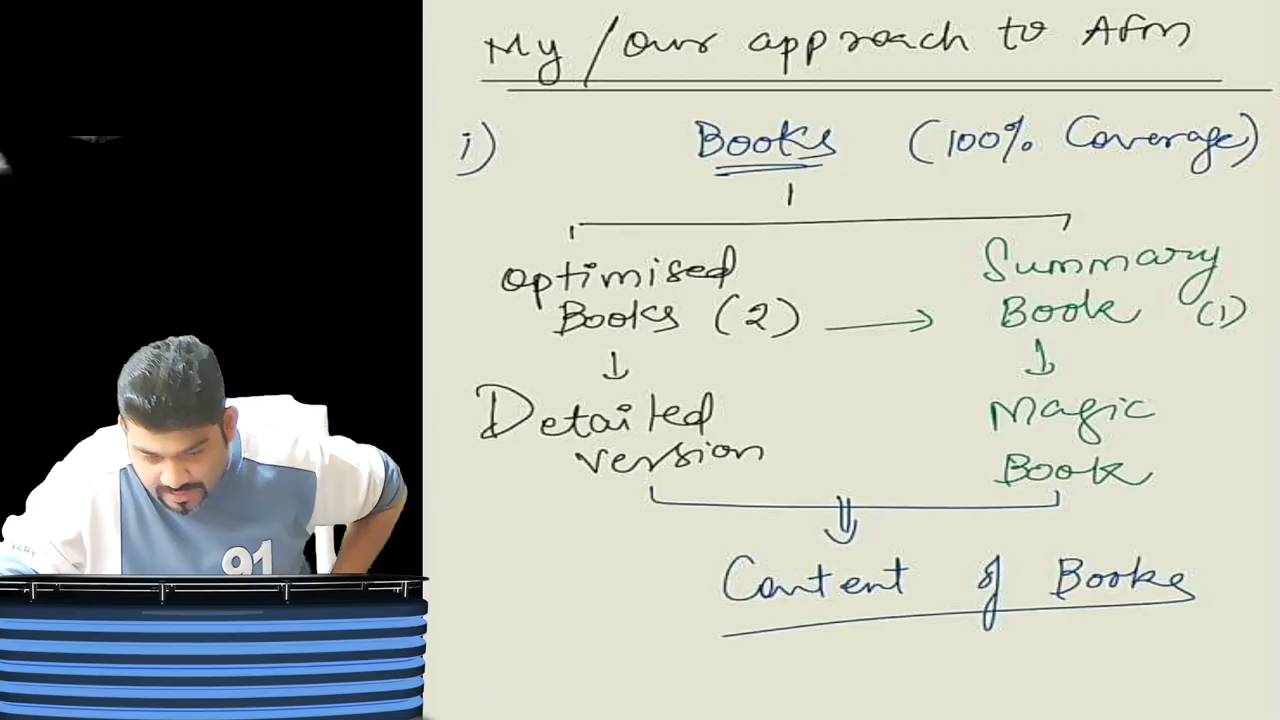 My / our approach to AFM
i) Books (100% Coverage)
Optimised Books (2) → Summary Book (1)
↓ ↓
Detailed version Magic Book
⇓
Content of Books
91